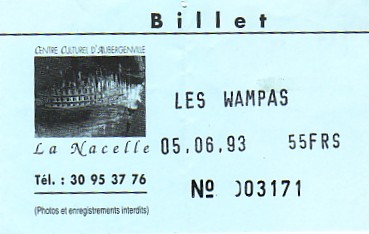 Billet
CENTRE CULTUREL D'AUBERGENVILLE
La Nacelle
Tél. : 30 95 37 76
(Photos et enregistrements interdits)
LES WAMPAS
05.06.93 55FRS
Nº 003171